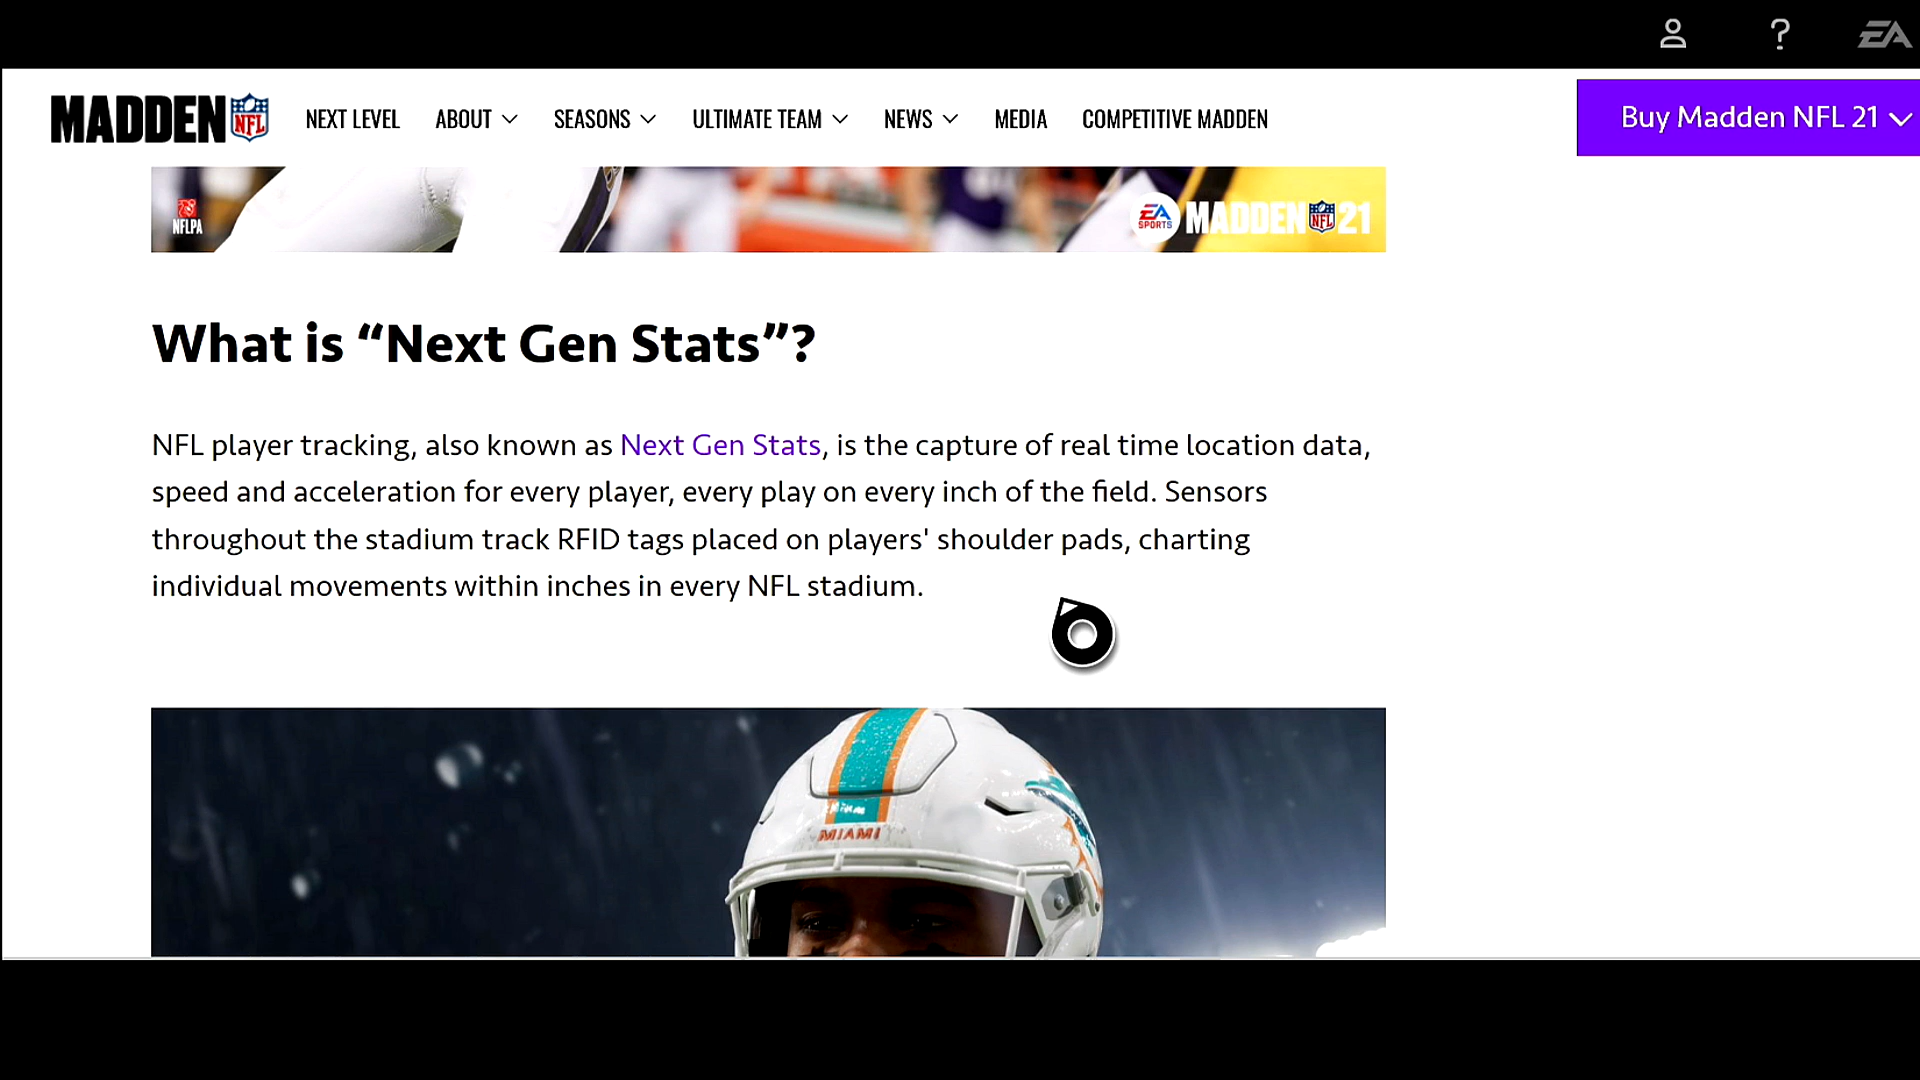 EA
MADDEN NFL
NEXT LEVEL
ABOUT
SEASONS
ULTIMATE TEAM
NEWS
MEDIA
COMPETITIVE MADDEN
Buy Madden NFL 21
NFLPA
EA SPORTS
MADDEN NFL 21
What is “Next Gen Stats”?
NFL player tracking, also known as Next Gen Stats, is the capture of real time location data,
speed and acceleration for every player, every play on every inch of the field. Sensors
throughout the stadium track RFID tags placed on players' shoulder pads, charting
individual movements within inches in every NFL stadium.
MIAMI